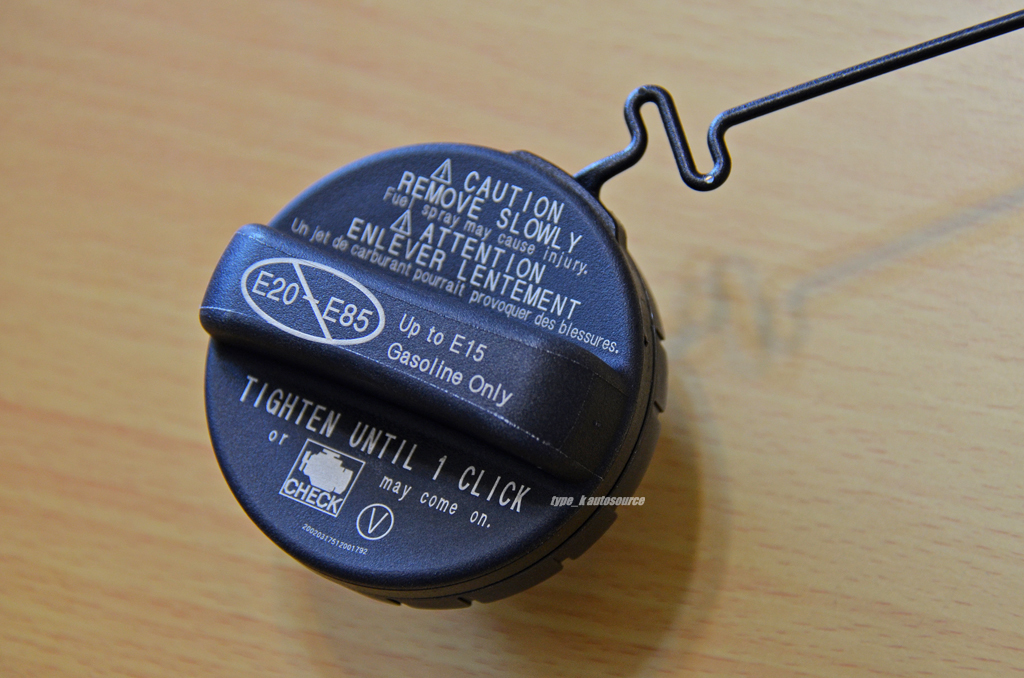 ⚠ CAUTION
REMOVE SLOWLY
Fuel spray may cause injury.
⚠ ATTENTION
ENLEVER LENTEMENT
Un jet de carburant pourrait provoquer des blessures.
E20~E85
Up to E15
Gasoline Only
TIGHTEN UNTIL 1 CLICK
or CHECK may come on.
V
20020317512001792
type_k autosource